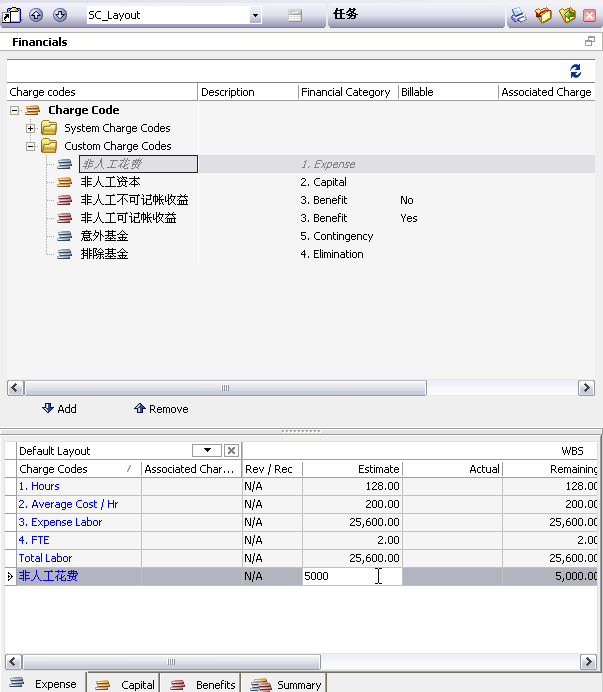 SC_Layout 任务
Financials
Charge codes Description Financial Category Billable Associated Charge
Charge Code
System Charge Codes
Custom Charge Codes
非人工花费 1. Expense
非人工资本 2. Capital
非人工不可记帐收益 3. Benefit No
非人工可记帐收益 3. Benefit Yes
意外基金 5. Contingency
排除基金 4. Elimination
Add Remove
Default Layout WBS
Charge Codes Associated Char... Rev / Rec Estimate Actual Remaining
1. Hours N/A 128.00 128.00
2. Average Cost / Hr N/A 200.00 200.00
3. Expense Labor N/A 25,600.00 25,600.00
4. FTE N/A 2.00 2.00
Total Labor N/A 25,600.00 25,600.00
非人工花费 N/A 5000 5,000.00
Expense Capital Benefits Summary